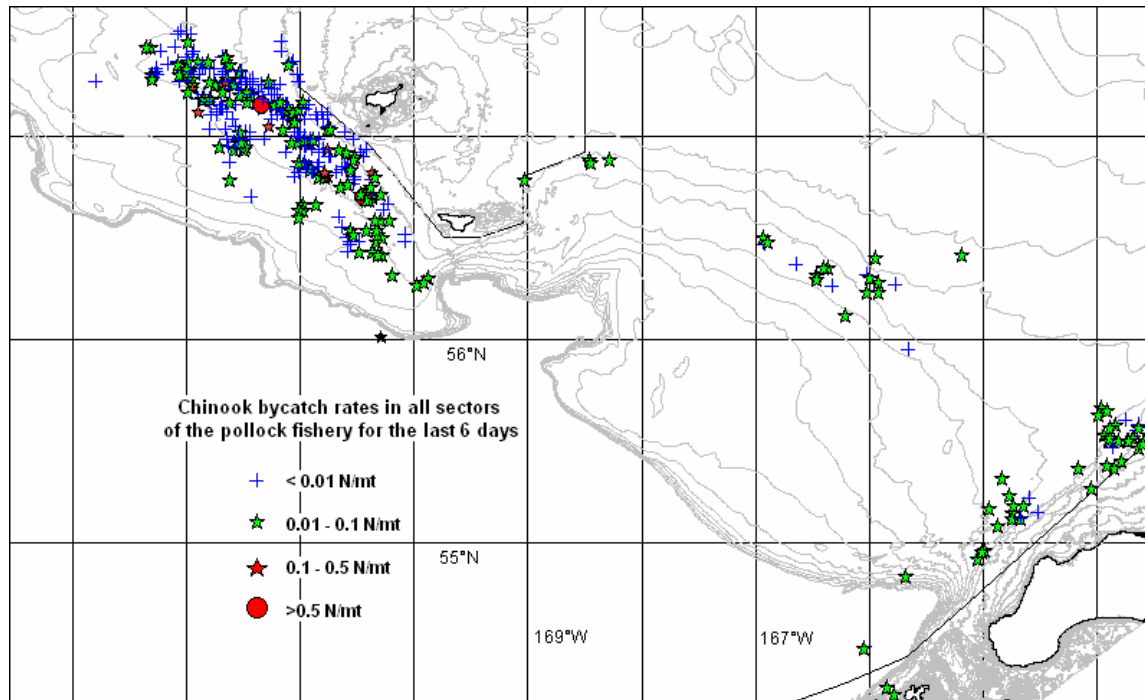 56°N
Chinook bycatch rates in all sectors
of the pollock fishery for the last 6 days
< 0.01 N/mt
0.01 - 0.1 N/mt
55°N
0.1 - 0.5 N/mt
>0.5 N/mt
169°W
167°W